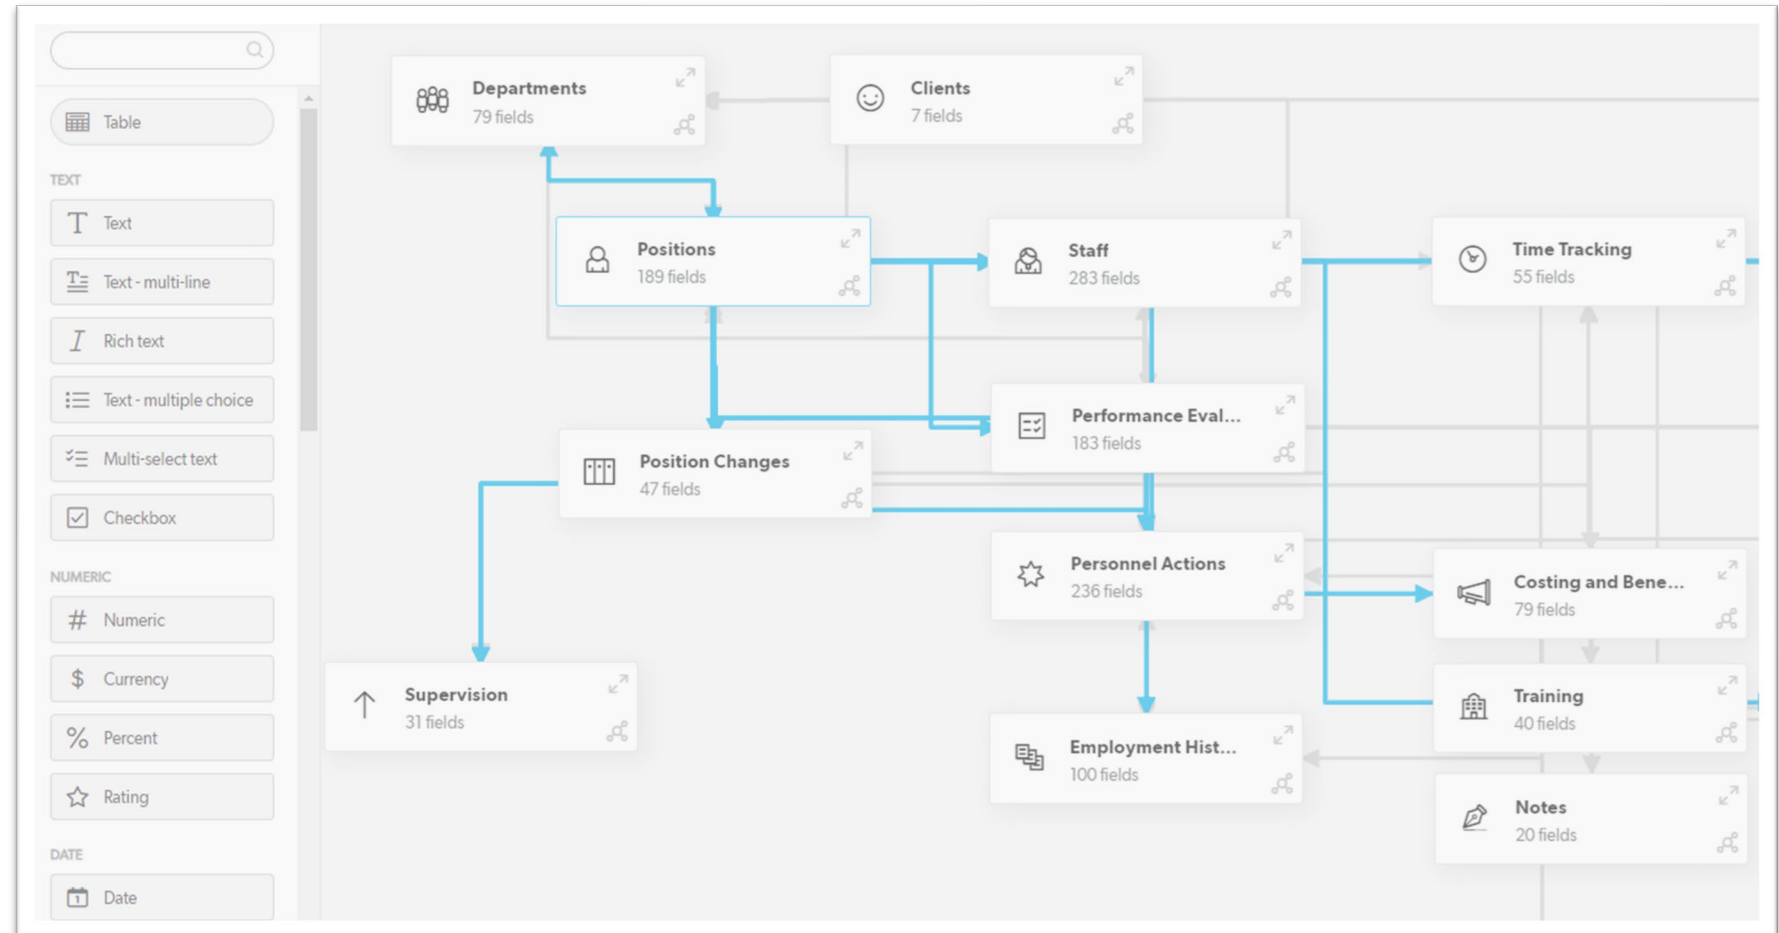 Table
TEXT
Text
Text - multi-line
Rich text
Text - multiple choice
Multi-select text
Checkbox
NUMERIC
Numeric
Currency
Percent
Rating
DATE
Date
Departments
79 fields
Clients
7 fields
Positions
189 fields
Staff
283 fields
Time Tracking
55 fields
Performance Eval...
183 fields
Position Changes
47 fields
Personnel Actions
236 fields
Costing and Bene...
79 fields
Supervision
31 fields
Training
40 fields
Employment Hist...
100 fields
Notes
20 fields